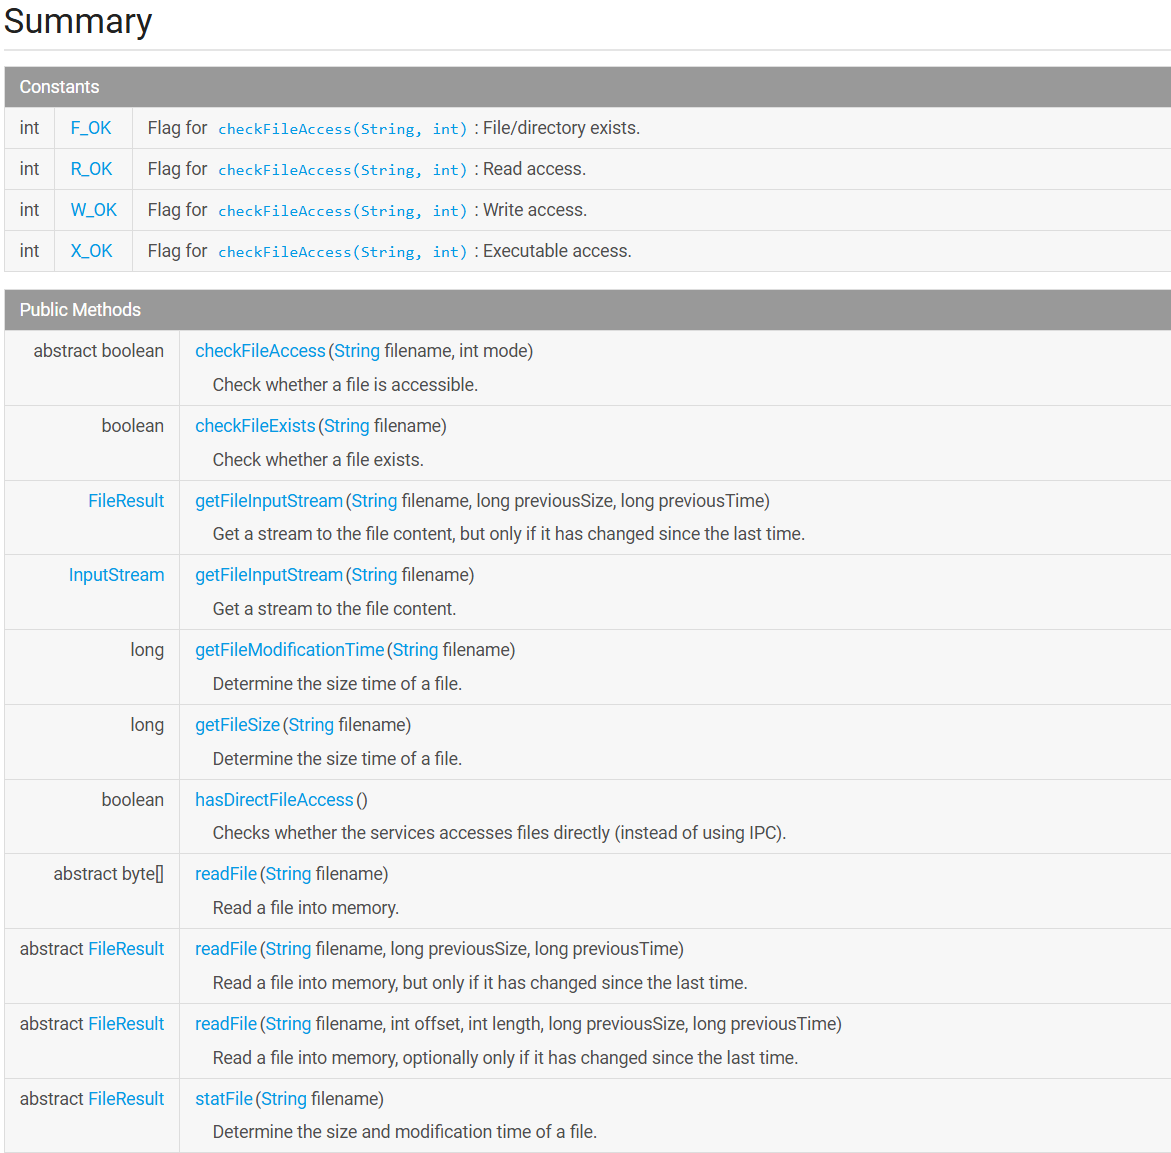 Summary
Constants
int F_OK Flag for checkFileAccess(String, int) : File/directory exists.
int R_OK Flag for checkFileAccess(String, int) : Read access.
int W_OK Flag for checkFileAccess(String, int) : Write access.
int X_OK Flag for checkFileAccess(String, int) : Executable access.
Public Methods
abstract boolean checkFileAccess(String filename, int mode)
Check whether a file is accessible.
boolean checkFileExists(String filename)
Check whether a file exists.
FileResult getFileInputStream(String filename, long previousSize, long previousTime)
Get a stream to the file content, but only if it has changed since the last time.
InputStream getFileInputStream(String filename)
Get a stream to the file content.
long getFileModificationTime(String filename)
Determine the size time of a file.
long getFileSize(String filename)
Determine the size time of a file.
boolean hasDirectFileAccess()
Checks whether the services accesses files directly (instead of using IPC).
abstract byte[] readFile(String filename)
Read a file into memory.
abstract FileResult readFile(String filename, long previousSize, long previousTime)
Read a file into memory, but only if it has changed since the last time.
abstract FileResult readFile(String filename, int offset, int length, long previousSize, long previousTime)
Read a file into memory, optionally only if it has changed since the last time.
abstract FileResult statFile(String filename)
Determine the size and modification time of a file.